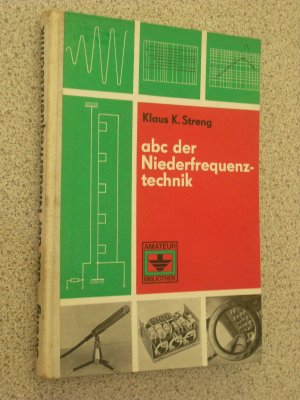 Klaus K. Streng
abc der
Niederfrequenz-
technik
AMATEUR
BIBLIOTHEK